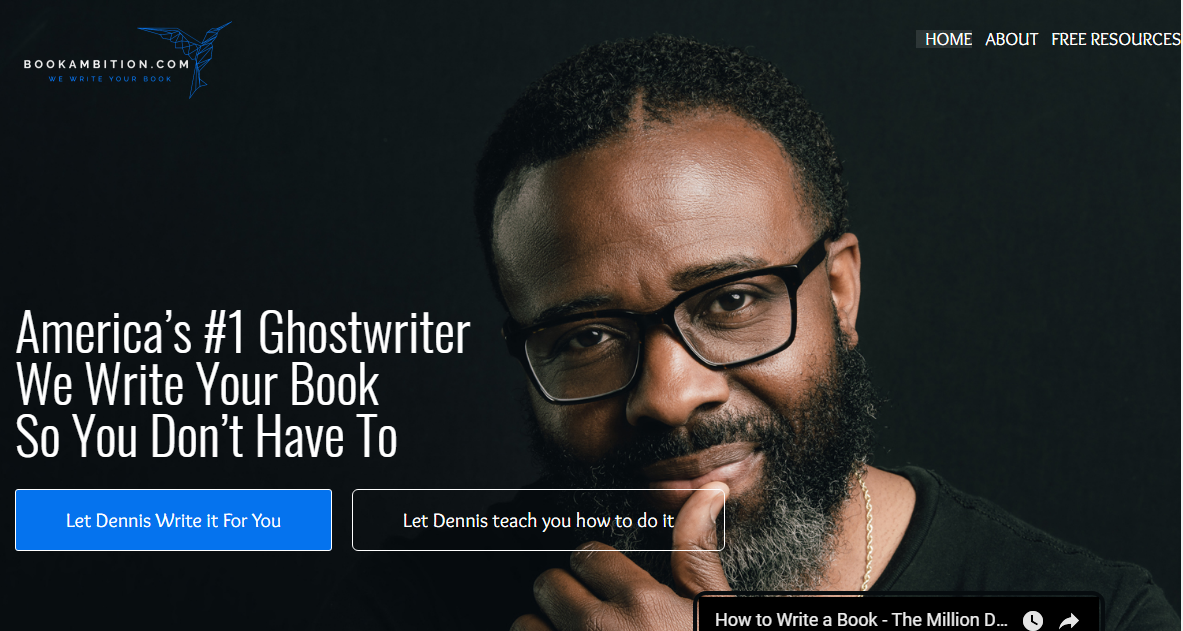 BOOKAMBITION.COM
WE WRITE YOUR BOOK
HOME ABOUT FREE RESOURCES
America’s #1 Ghostwriter
We Write Your Book
So You Don’t Have To
Let Dennis Write it For You
Let Dennis teach you how to do it
How to Write a Book - The Million D...